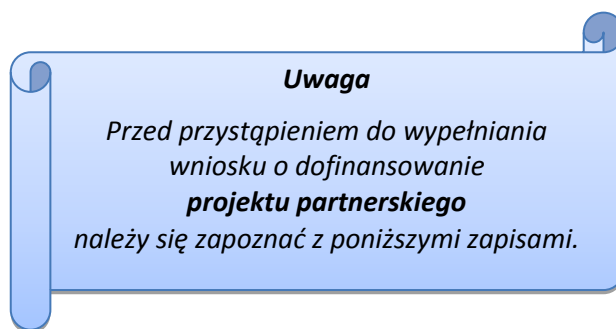 Uwaga
Przed przystąpieniem do wypełniania
wniosku o dofinansowanie
projektu partnerskiego
należy się zapoznać z poniższymi zapisami.